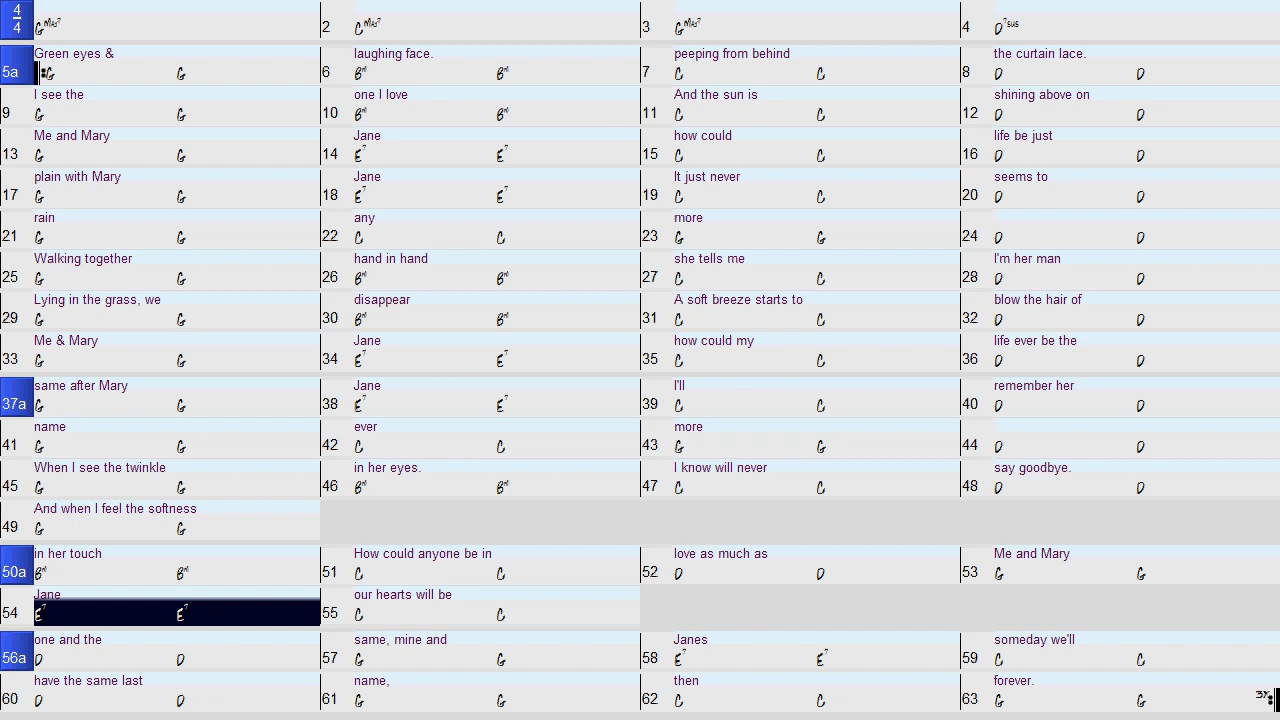 4/4 G Maj7 2 C Maj7 3 G Maj7 4 D 7sus
Green eyes & laughing face. peeping from behind the curtain lace.
5a G G 6 Bm Bm 7 C C 8 D D
I see the one I love And the sun is shining above on
9 G G 10 Bm Bm 11 C C 12 D D
Me and Mary Jane how could life be just
13 G G 14 E7 E7 15 C C 16 D D
plain with Mary Jane It just never seems to
17 G G 18 E7 E7 19 C C 20 D D
rain any more
21 G G 22 C C 23 G G 24 D D
Walking together hand in hand she tells me I'm her man
25 G G 26 Bm Bm 27 C C 28 D D
Lying in the grass, we disappear A soft breeze starts to blow the hair of
29 G G 30 Bm Bm 31 C C 32 D D
Me & Mary Jane how could my life ever be the
33 G G 34 E7 E7 35 C C 36 D D
same after Mary Jane I'll remember her
37a G G 38 E7 E7 39 C C 40 D D
name ever more
41 G G 42 C C 43 G G 44 D D
When I see the twinkle in her eyes. I know will never say goodbye.
45 G G 46 Bm Bm 47 C C 48 D D
And when I feel the softness
49 G G
in her touch How could anyone be in love as much as Me and Mary
50a Bm Bm 51 C C 52 D D 53 G G
Jane our hearts will be
54 E7 E7 55 C C
one and the same, mine and Janes someday we'll
56a D D 57 G G 58 E7 E7 59 C C
have the same last name, then forever.
60 D D 61 G G 62 C C 63 G G 3X